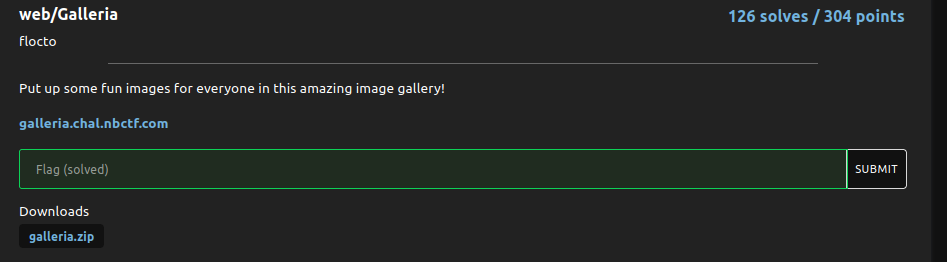 web/Galleria
126 solves / 304 points
flocto
Put up some fun images for everyone in this amazing image gallery!
galleria.chal.nbctf.com
Flag (solved)
SUBMIT
Downloads
galleria.zip